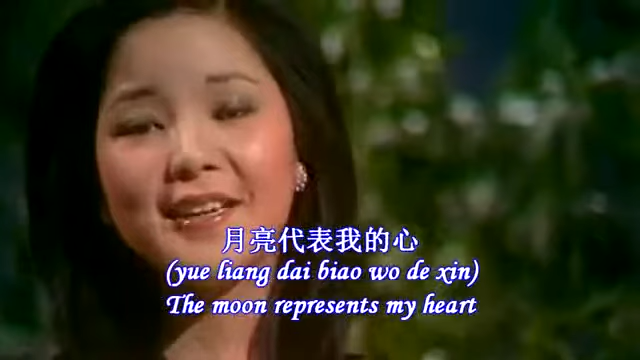 月亮代表我的心
(yue liang dai biao wo de xin)
The moon represents my heart